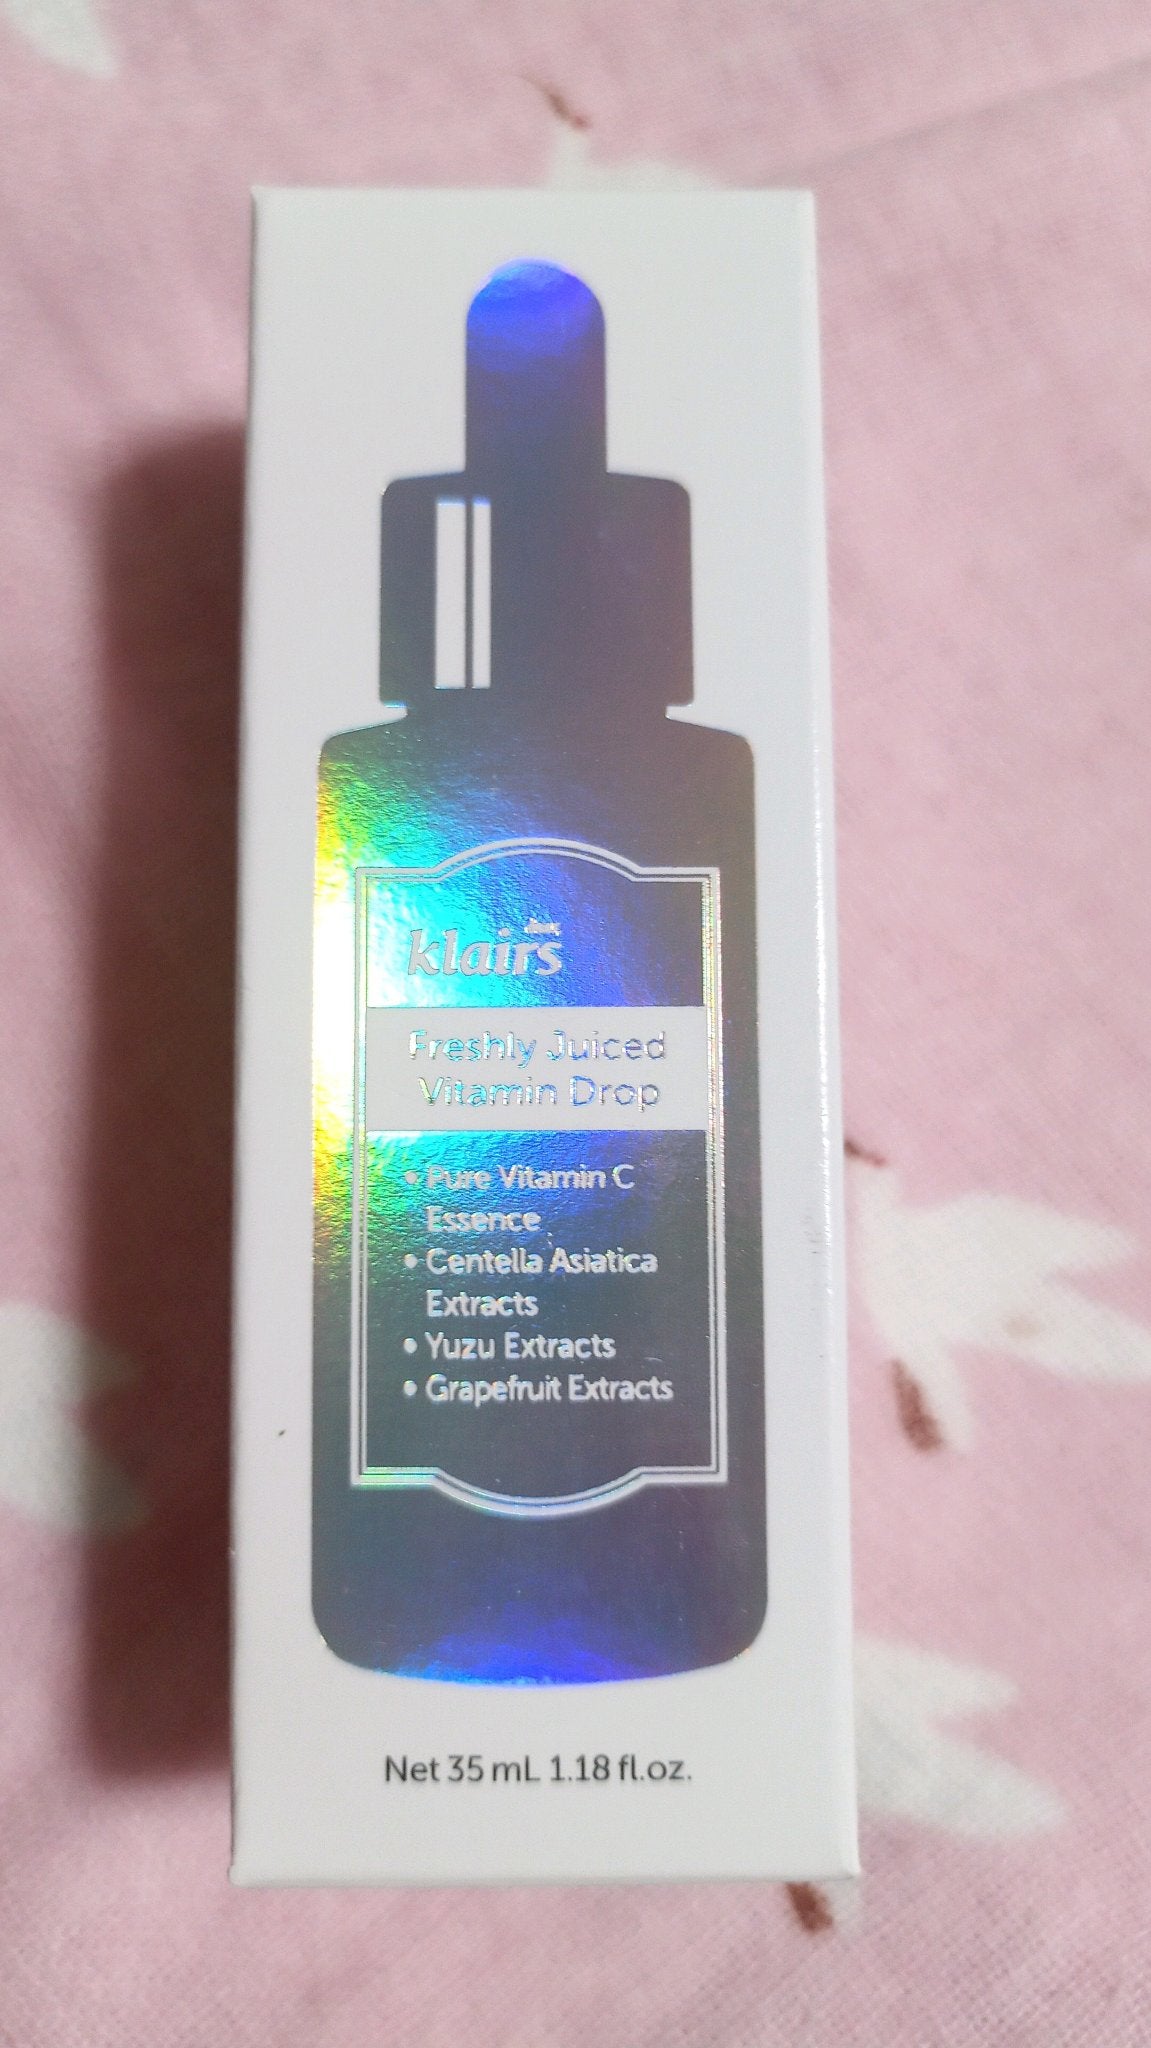 klairs
Freshly Juiced
Vitamin Drop
• Pure Vitamin C
Essence
• Centella Asiatica
Extracts
• Yuzu Extracts
• Grapefruit Extracts
Net 35 mL 1.18 fl.oz.